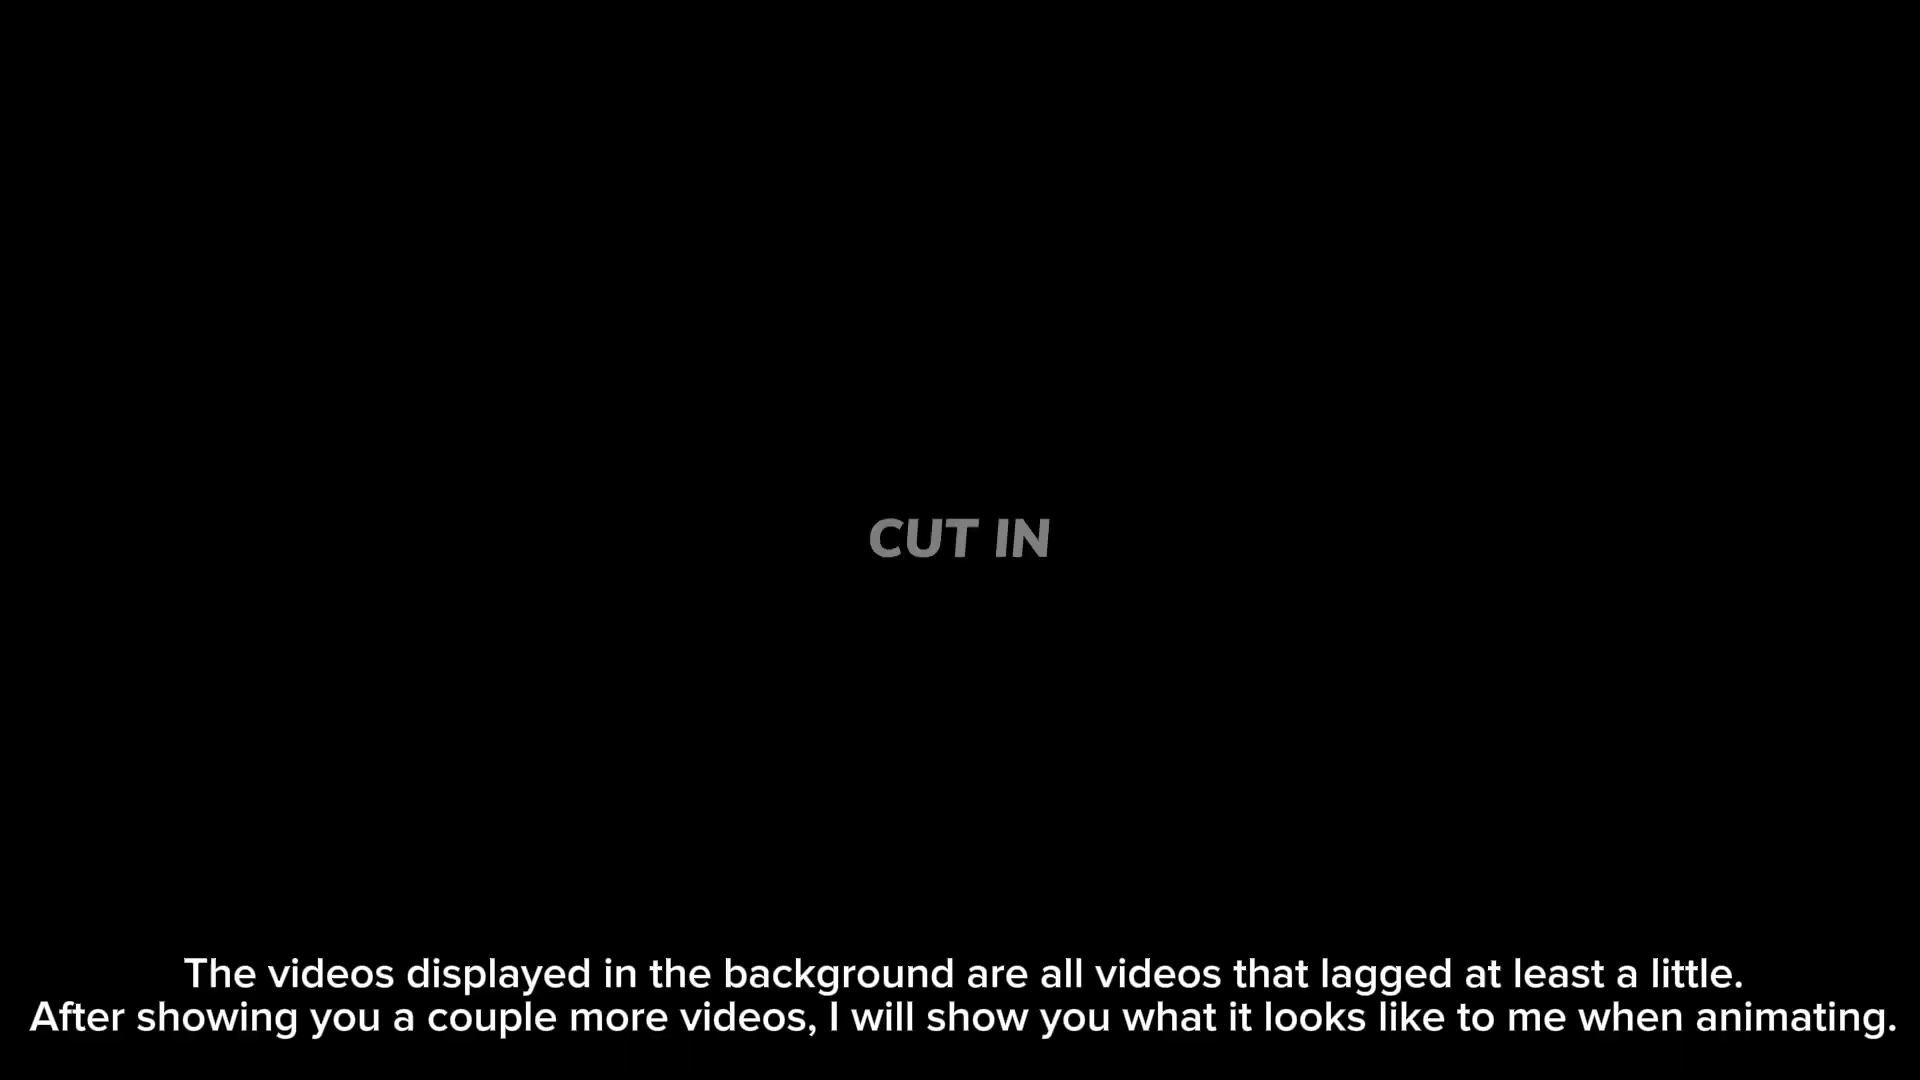 CUT IN
The videos displayed in the background are all videos that lagged at least a little.
After showing you a couple more videos, I will show you what it looks like to me when animating.